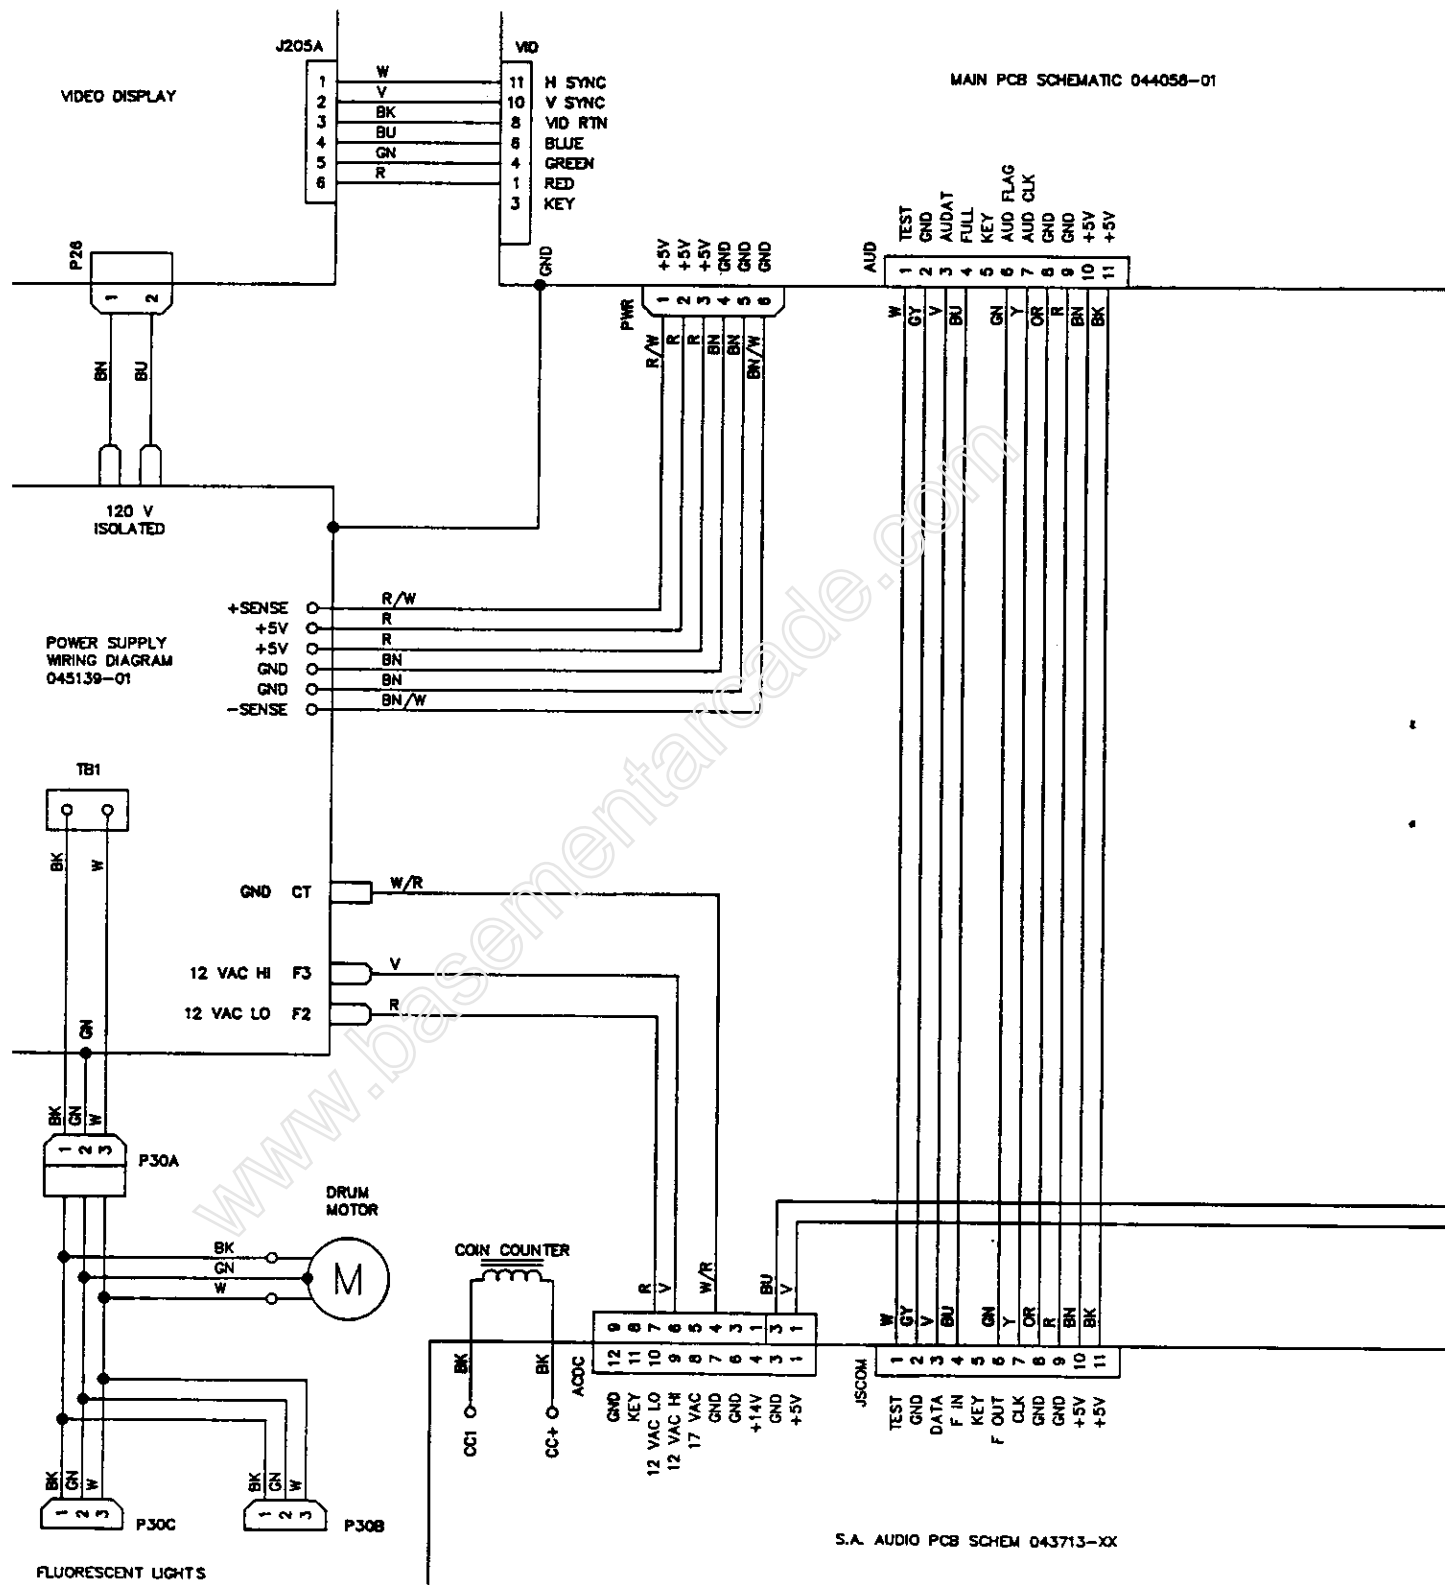 J205A
VID
VIDEO DISPLAY
MAIN PCB SCHEMATIC 044058-01
1 W 11 H SYNC
2 V 10 V SYNC
3 BK 8 VID RTN
4 BU 6 BLUE
5 GN 4 GREEN
6 R 1 RED
3 KEY
GND
P26
1 2
BN BU
120 V
ISOLATED
+5V +5V +5V GND GND GND
PWR
1 2 3 4 5 6
R/W R R BN BN BN/W
TEST GND AUDAT FULL KEY AUD FLAG AUD CLK GND GND +5V +5V
AUD
1 2 3 4 5 6 7 8 9 10 11
W GY V BU GN Y OR R BN BK
+SENSE R/W
+5V R
+5V R
GND BN
GND BN
-SENSE BN/W
POWER SUPPLY
WIRING DIAGRAM
045139-01
TB1
BK W
GND CT W/R
12 VAC HI F3 V
12 VAC LO F2 R
GN
BK GN W
1 2 3
P30A
DRUM
MOTOR
BK
GN
W
M
COIN COUNTER
BK BK
CC1 CC+
R V W/R BU V
9 8 7 6 5 4 3 1 3 1
ACDC
12 11 10 9 8 7 6 4 3 1
GND KEY 12 VAC LO 12 VAC HI 17 VAC GND GND +14V GND +5V
W GY V BU GN Y OR R BN BK
JSCOM
1 2 3 4 5 6 7 8 9 10 11
TEST GND DATA F IN KEY F OUT CLK GND GND +5V +5V
BK GN W
1 2 3
P30C
BK GN W
1 2 3
P30B
FLUORESCENT LIGHTS
S.A. AUDIO PCB SCHEM 043713-XX
www.basementarcade.com